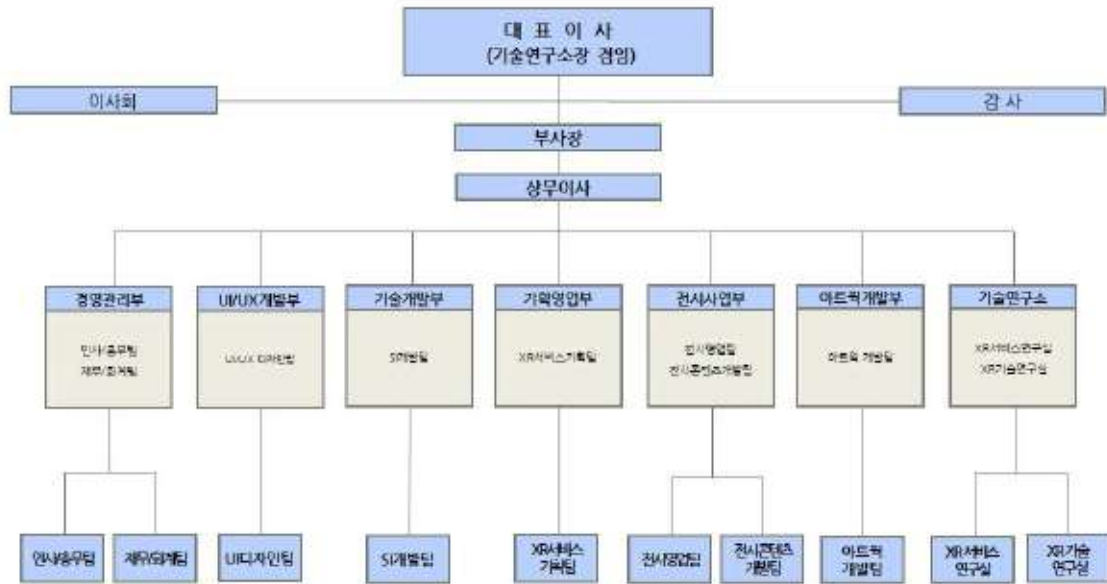 대 표 이 사
(기술연구소장 겸임)
이사회
감 사
부사장
상무이사
경영관리부
UI/UX개발부
기술개발부
기획영업부
전시사업부
아트웍개발부
기술연구소
인사/총무팀
재무/회계팀
UI/UX 디자인팀
SI개발팀
XR서비스기획팀
전시영업팀
전시콘텐츠개발팀
아트웍 개발팀
XR서비스연구실
XR기술연구실
인사/총무팀
재무/회계팀
UI디자인팀
SI개발팀
XR서비스
기획팀
전시영업팀
전시콘텐츠
개발팀
아트웍
개발팀
XR서비스
연구실
XR기술
연구실